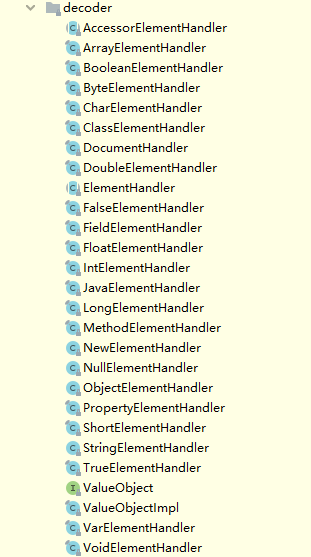 decoder
AccessorElementHandler
ArrayElementHandler
BooleanElementHandler
ByteElementHandler
CharElementHandler
ClassElementHandler
DocumentHandler
DoubleElementHandler
ElementHandler
FalseElementHandler
FieldElementHandler
FloatElementHandler
IntElementHandler
JavaElementHandler
LongElementHandler
MethodElementHandler
NewElementHandler
NullElementHandler
ObjectElementHandler
PropertyElementHandler
ShortElementHandler
StringElementHandler
TrueElementHandler
ValueObject
ValueObjectImpl
VarElementHandler
VoidElementHandler